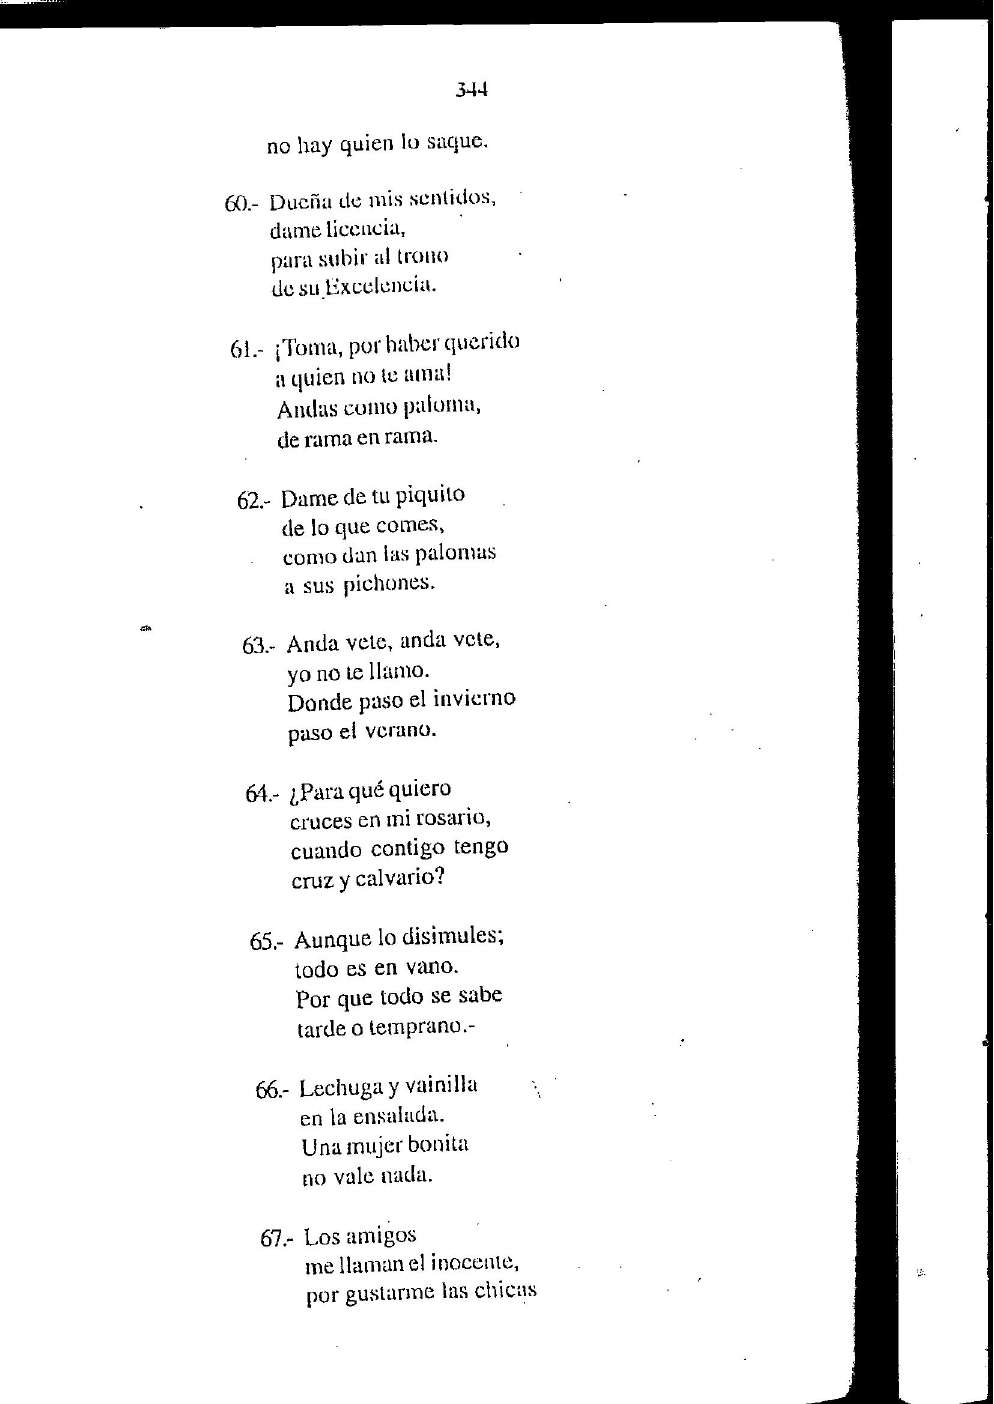 344
no hay quien lo saque.
60.- Dueña de mis sentidos,
dame licencia,
para subir al trono
de su Excelencia.
61.- ¡Toma, por haber querido
a quien no te ama!
Andas como paloma,
de rama en rama.
62.- Dame de tu piquito
de lo que comes,
como dan las palomas
a sus pichones.
63.- Anda vete, anda vete,
yo no te llamo.
Donde paso el invierno
paso el verano.
64.- ¿Para qué quiero
cruces en mi rosario,
cuando contigo tengo
cruz y calvario?
65.- Aunque lo disimules;
todo es en vano.
Por que todo se sabe
tarde o temprano.-
66.- Lechuga y vainilla
en la ensalada.
Una mujer bonita
no vale nada.
67.- Los amigos
me llaman el inocente,
por gustarme las chicas